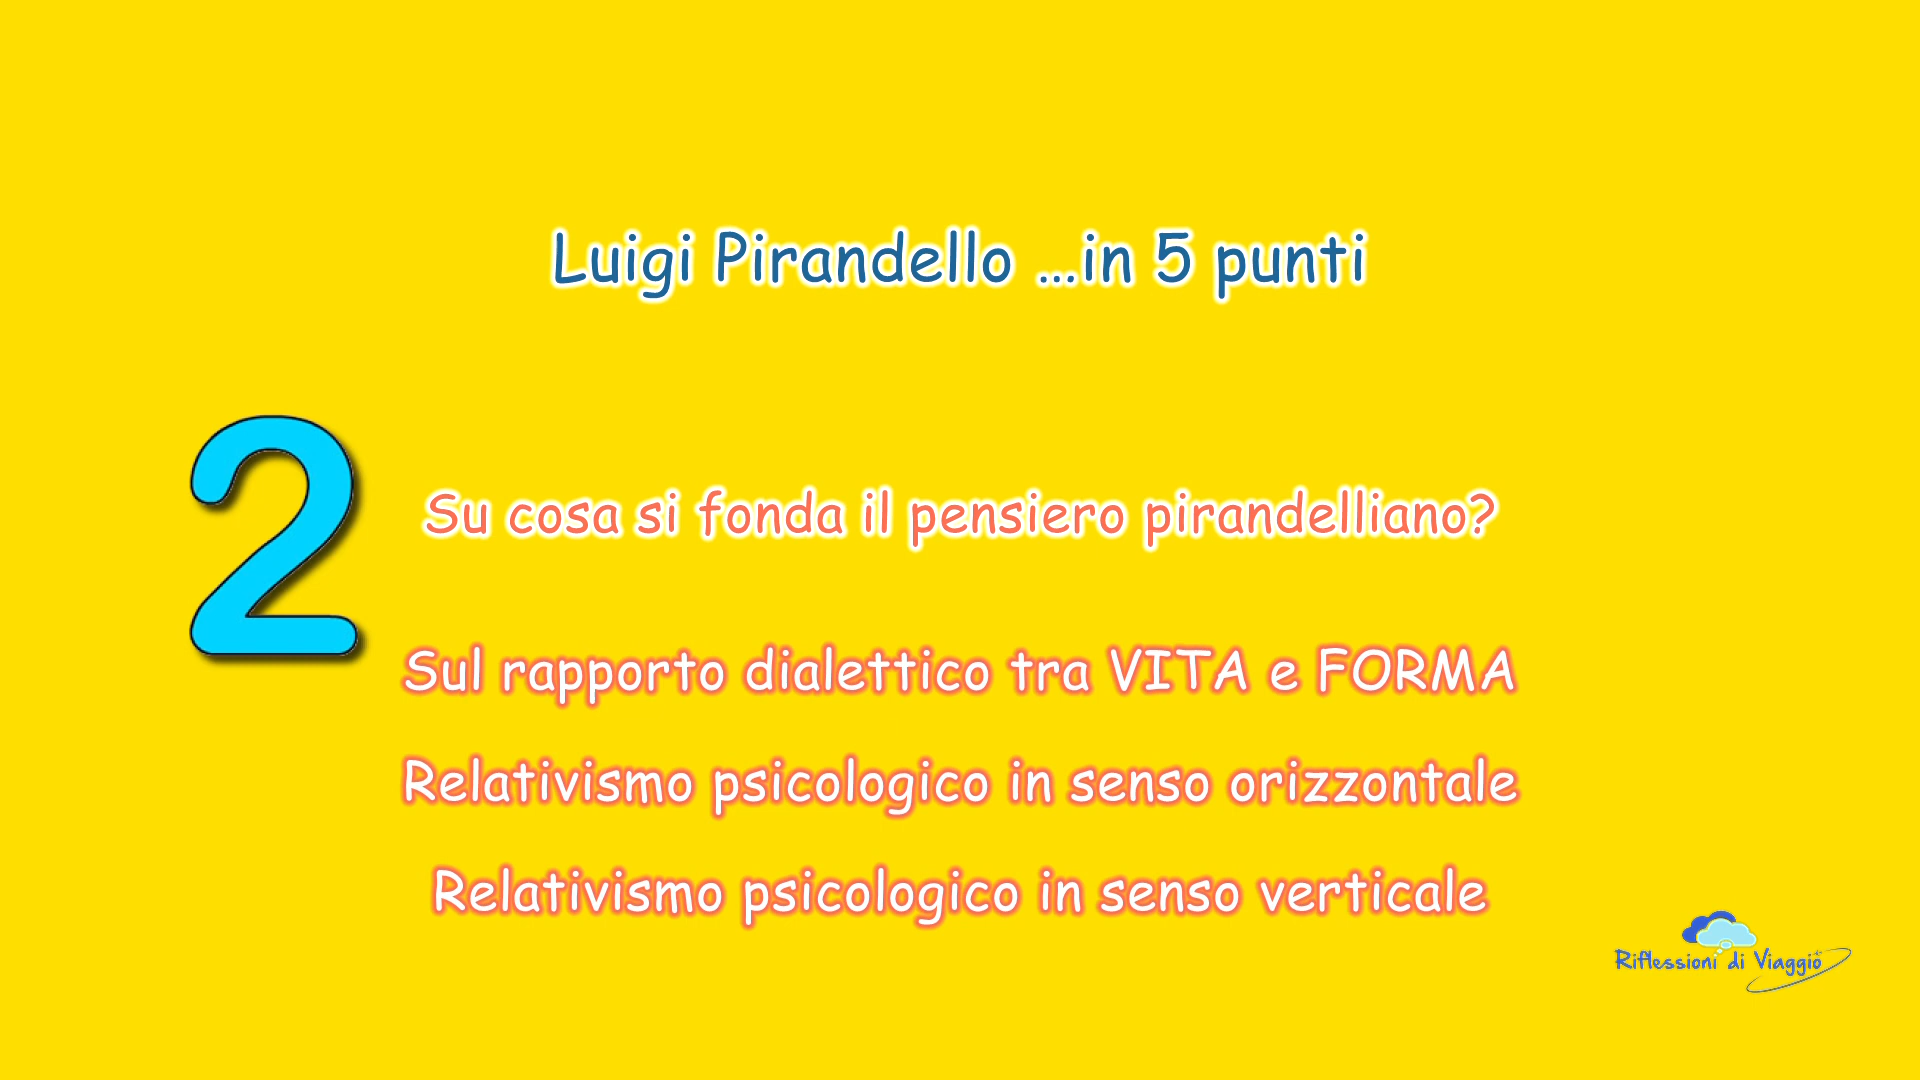 Luigi Pirandello ...in 5 punti
2
Su cosa si fonda il pensiero pirandelliano?
Sul rapporto dialettico tra VITA e FORMA
Relativismo psicologico in senso orizzontale
Relativismo psicologico in senso verticale
Riflessioni di Viaggio